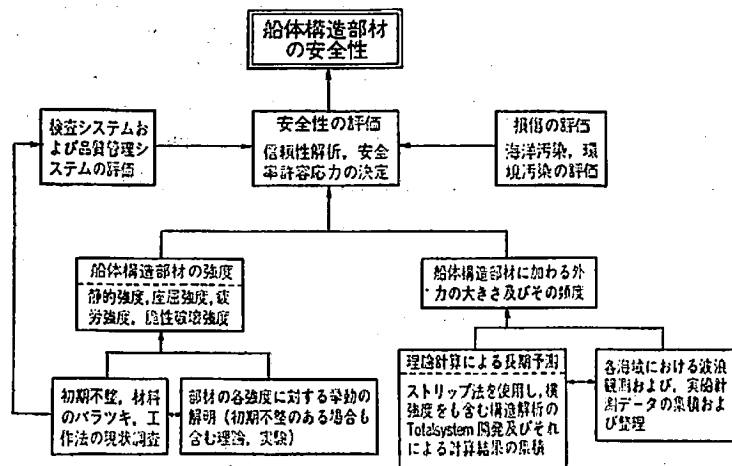 船体構造部材
の安全性
検査システムお
よび品質管理シ
ステムの評価
安全性の評価
信頼性解析，安全
率許容応力の決定
損傷の評価
海洋汚染，環
境汚染の評価
船体構造部材の強度
静的強度，座屈強度，疲
労強度，脆性破壊強度
船体構造部材に加わる外
力の大きさ及びその頻度
初期不整，材料
のバラツキ，工
作法の現状調査
部材の各強度に対する挙動の
解明（初期不整のある場合も
含む理論，実験）
理論計算による長期予測
ストリップ法を使用し，横
強度をも含む構造解析の
Totalsystem 開発及びそれ
による計算結果の集積
各海域における波浪
観測および，実船計
測データの集積およ
び整理